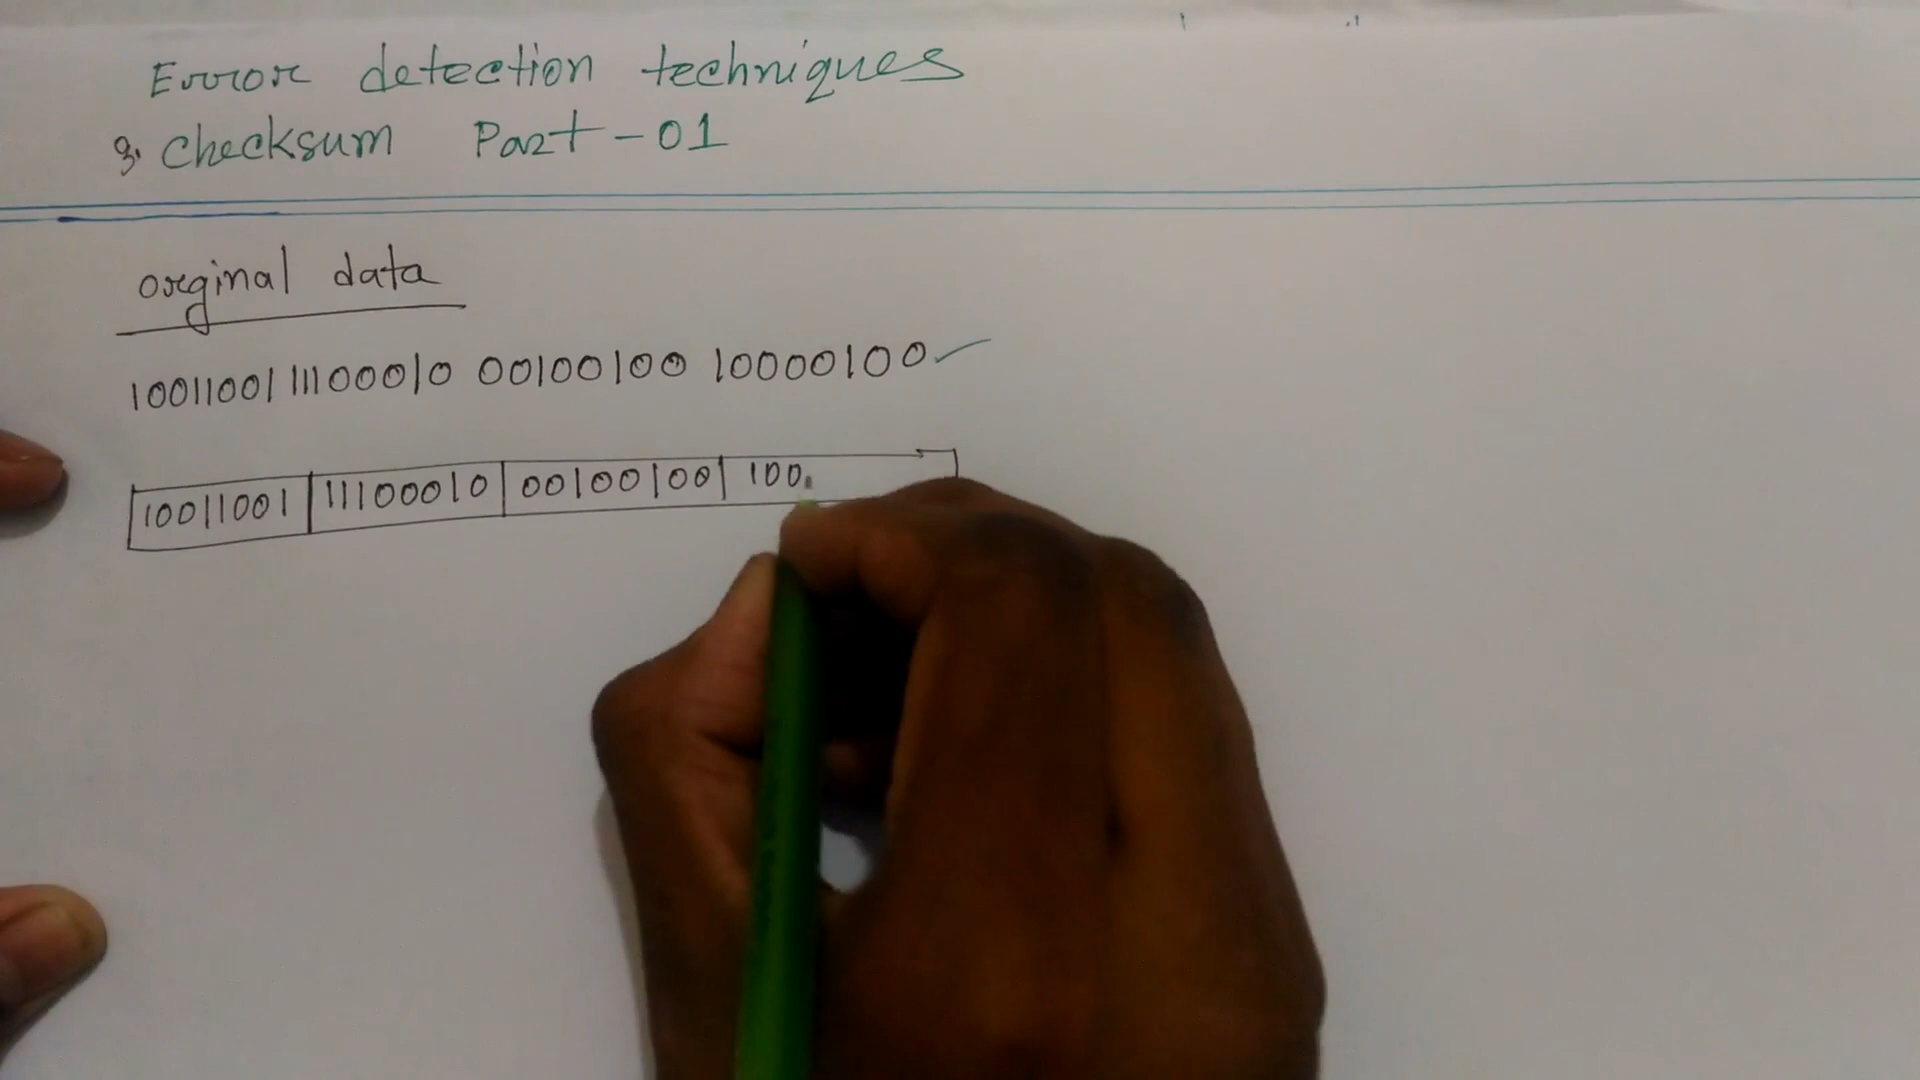 Error detection techniques
3. Checksum Part-01
orginal data
10011001 11100010 00100100 10000100
10011001 11100010 00100100 100